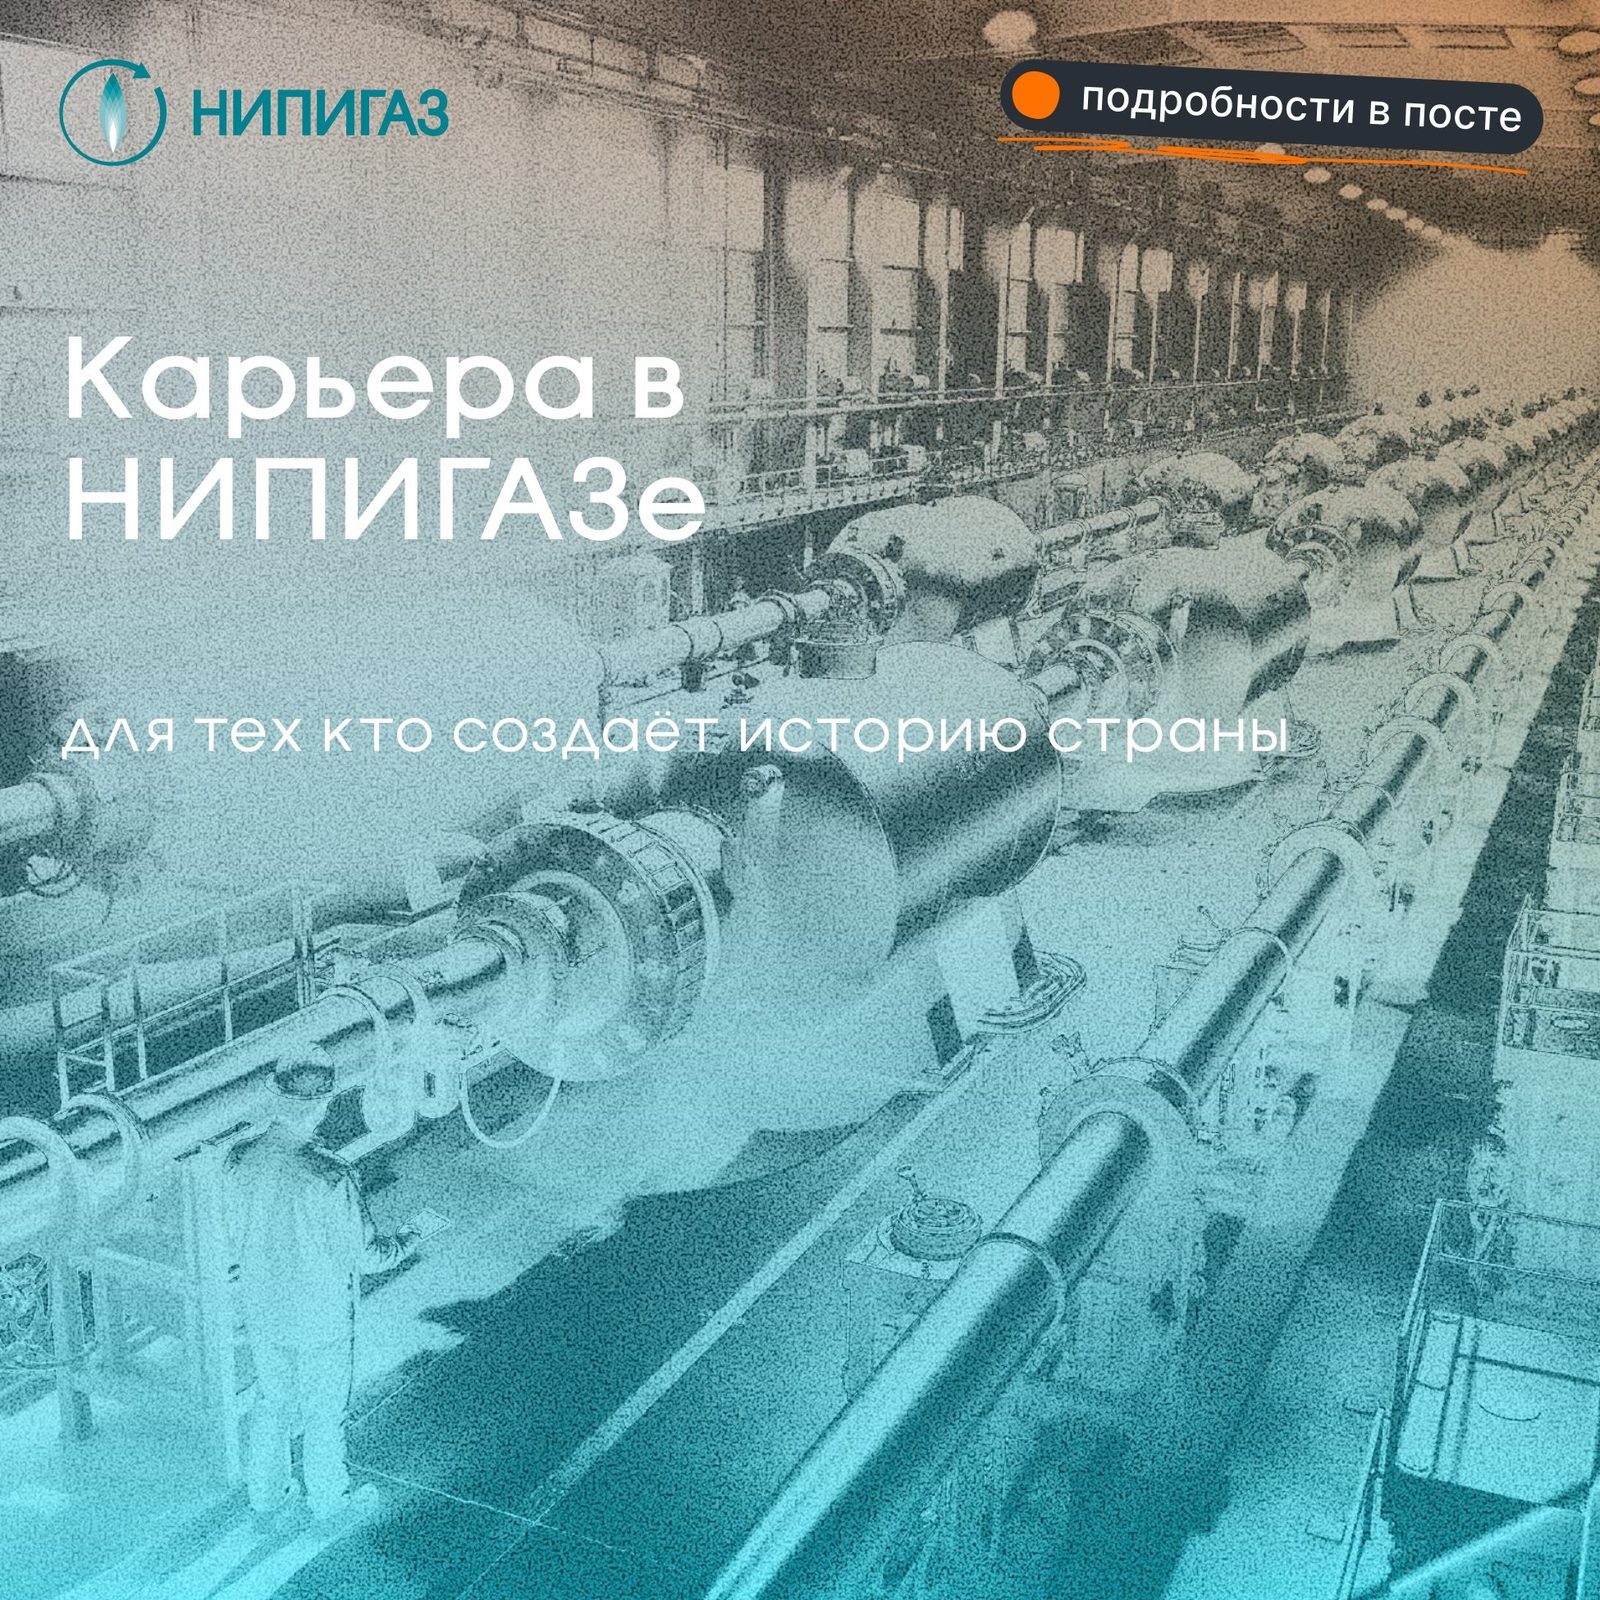 НИПИГАЗ
подробности в посте
Карьера в
НИПИГАЗе
для тех кто создаёт историю страны